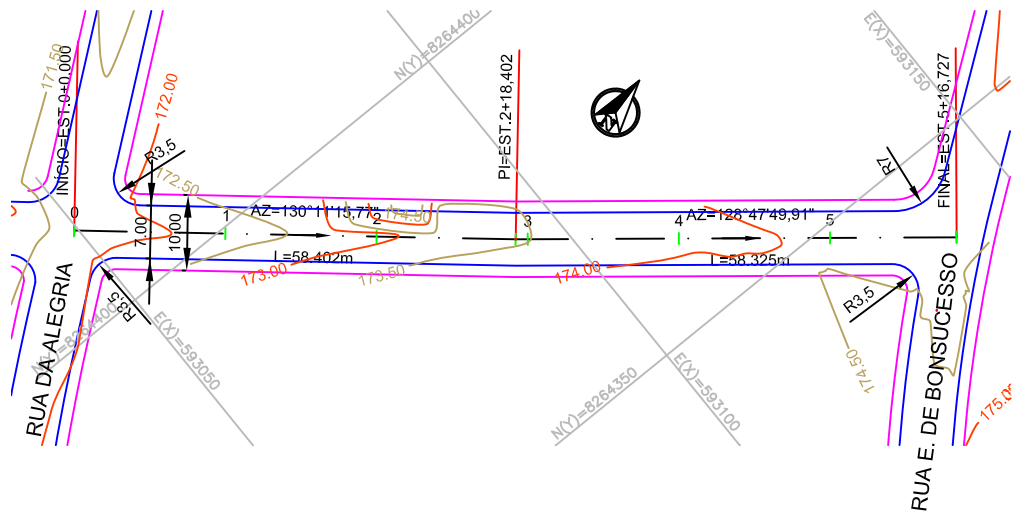 N(Y)=8264400
E(X)=593150
171.50
INICIO=EST.0+0,000
172.00
PI=EST.2+18,402
FINAL=EST.5+16,727
R3,5
R7
172.50
0
1
AZ=130°11'15,77"
2
3
4
AZ=128°47'49,91"
5
7.00
10.00
L=58.402m
L=58.325m
173.00
173.50
174.00
R3,5
R3,5
N(Y)=8264400
E(X)=593050
RUA DA ALEGRIA
E(X)=593100
N(Y)=8264350
174.50
175.00
RUA E. DE BONSUCESSO